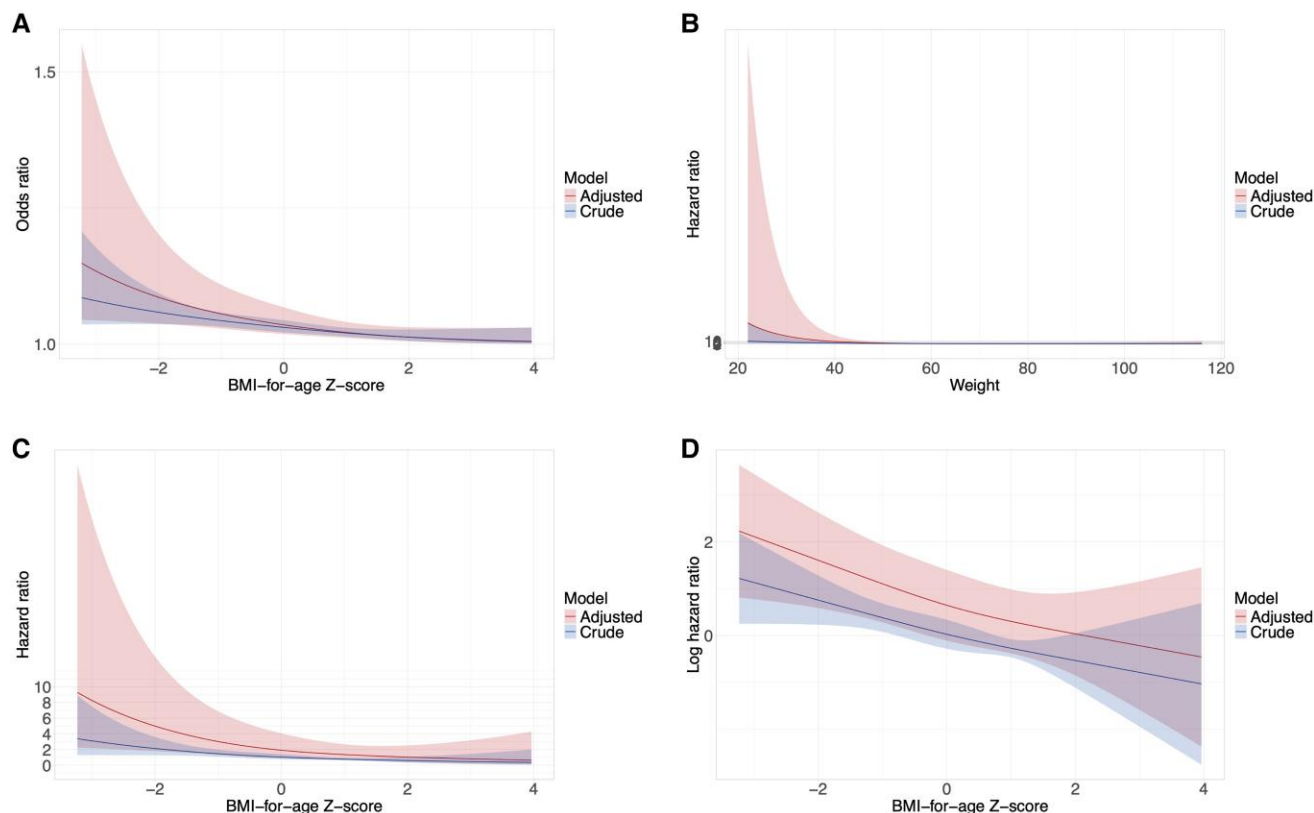 A
1.5
1.0
Odds ratio
−2 0 2 4
BMI−for−age Z−score
Model
Adjusted
Crude
B
Hazard ratio
20 40 60 80 100 120
Weight
Model
Adjusted
Crude
C
Hazard ratio
10
8
6
4
2
0
−2 0 2 4
BMI−for−age Z−score
Model
Adjusted
Crude
D
Log hazard ratio
2
0
−2 0 2 4
BMI−for−age Z−score
Model
Adjusted
Crude